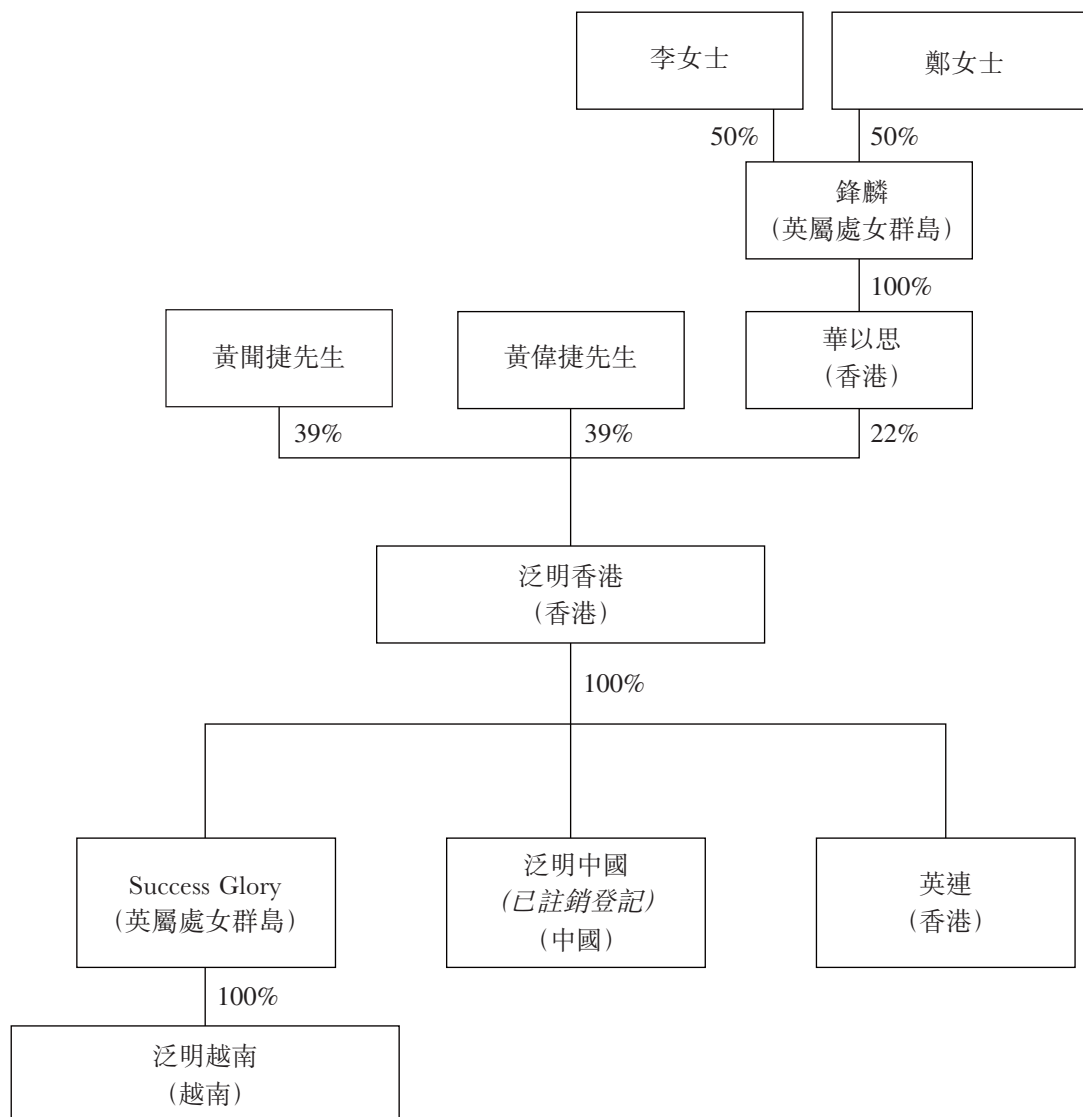 李女士
鄭女士
50%
50%
鋒麟
(英屬處女群島)
100%
黃聞捷先生
黃偉捷先生
華以思
(香港)
39%
39%
22%
泛明香港
(香港)
100%
Success Glory
(英屬處女群島)
泛明中國
(已註銷登記)
(中國)
英連
(香港)
100%
泛明越南
(越南)